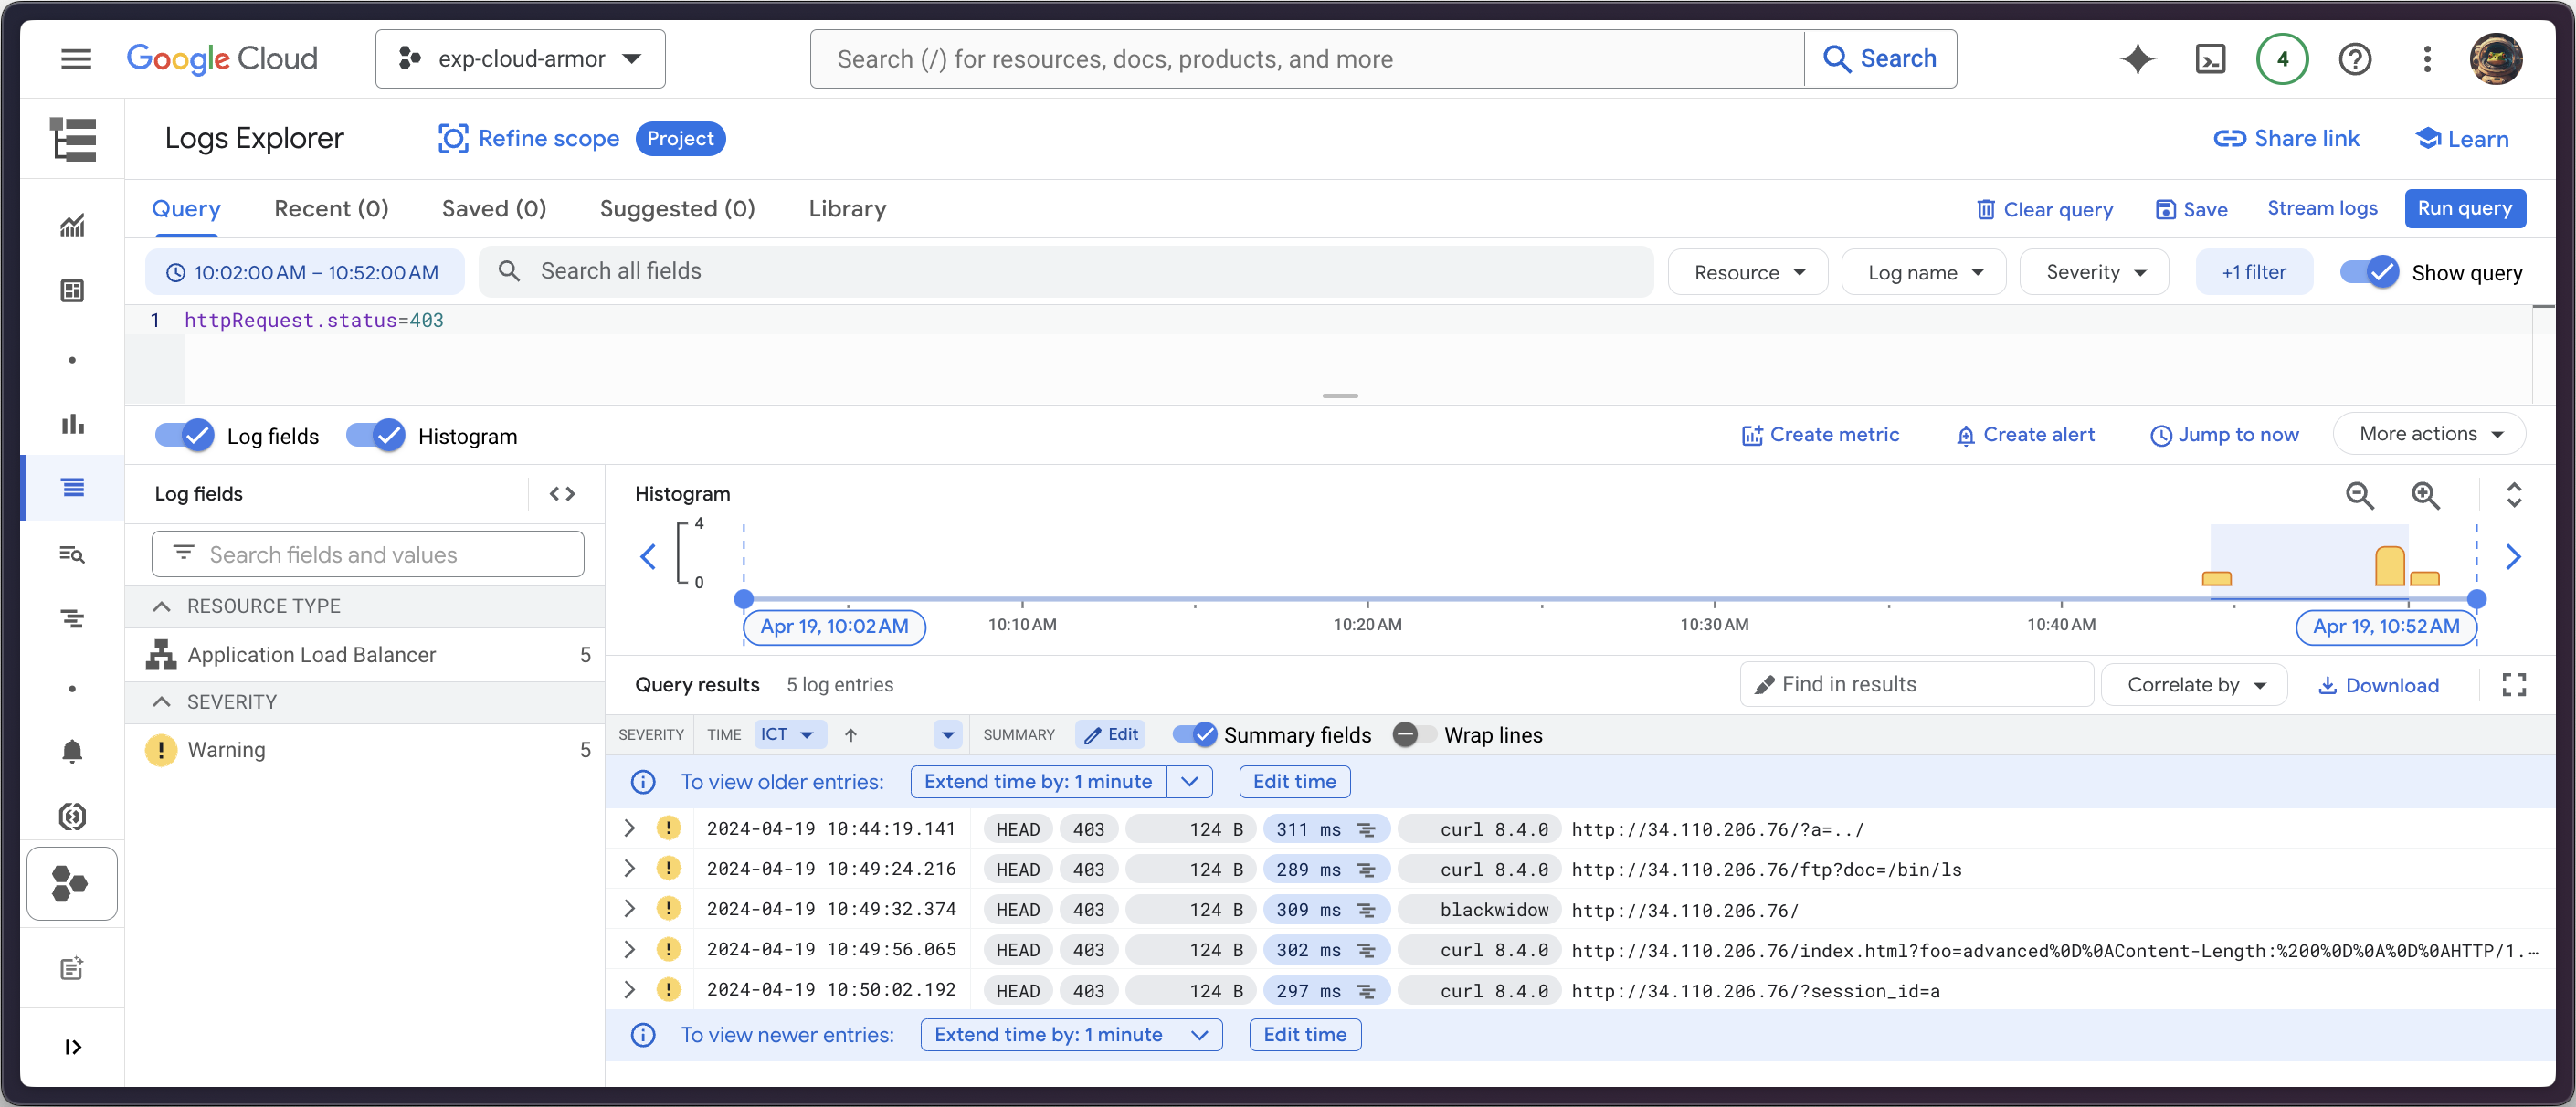 Google Cloud
exp-cloud-armor
Search (/) for resources, docs, products, and more
Search
4
Logs Explorer
Refine scope
Project
Share link
Learn
Query
Recent (0)
Saved (0)
Suggested (0)
Library
Clear query
Save
Stream logs
Run query
10:02:00 AM – 10:52:00 AM
Search all fields
Resource
Log name
Severity
+1 filter
Show query
1 httpRequest.status=403
Log fields
Histogram
Create metric
Create alert
Jump to now
More actions
Log fields
Search fields and values
RESOURCE TYPE
Application Load Balancer 5
SEVERITY
Warning 5
Histogram
4
0
Apr 19, 10:02 AM
10:10 AM
10:20 AM
10:30 AM
10:40 AM
Apr 19, 10:52 AM
Query results
5 log entries
Find in results
Correlate by
Download
SEVERITY TIME ICT SUMMARY Edit Summary fields Wrap lines
To view older entries: Extend time by: 1 minute Edit time
2024-04-19 10:44:19.141 HEAD 403 124 B 311 ms curl 8.4.0 http://34.110.206.76/?a=../
2024-04-19 10:49:24.216 HEAD 403 124 B 289 ms curl 8.4.0 http://34.110.206.76/ftp?doc=/bin/ls
2024-04-19 10:49:32.374 HEAD 403 124 B 309 ms blackwidow http://34.110.206.76/
2024-04-19 10:49:56.065 HEAD 403 124 B 302 ms curl 8.4.0 http://34.110.206.76/index.html?foo=advanced%0D%0AContent-Length:%200%0D%0A%0D%0AHTTP/1.…
2024-04-19 10:50:02.192 HEAD 403 124 B 297 ms curl 8.4.0 http://34.110.206.76/?session_id=a
To view newer entries: Extend time by: 1 minute Edit time